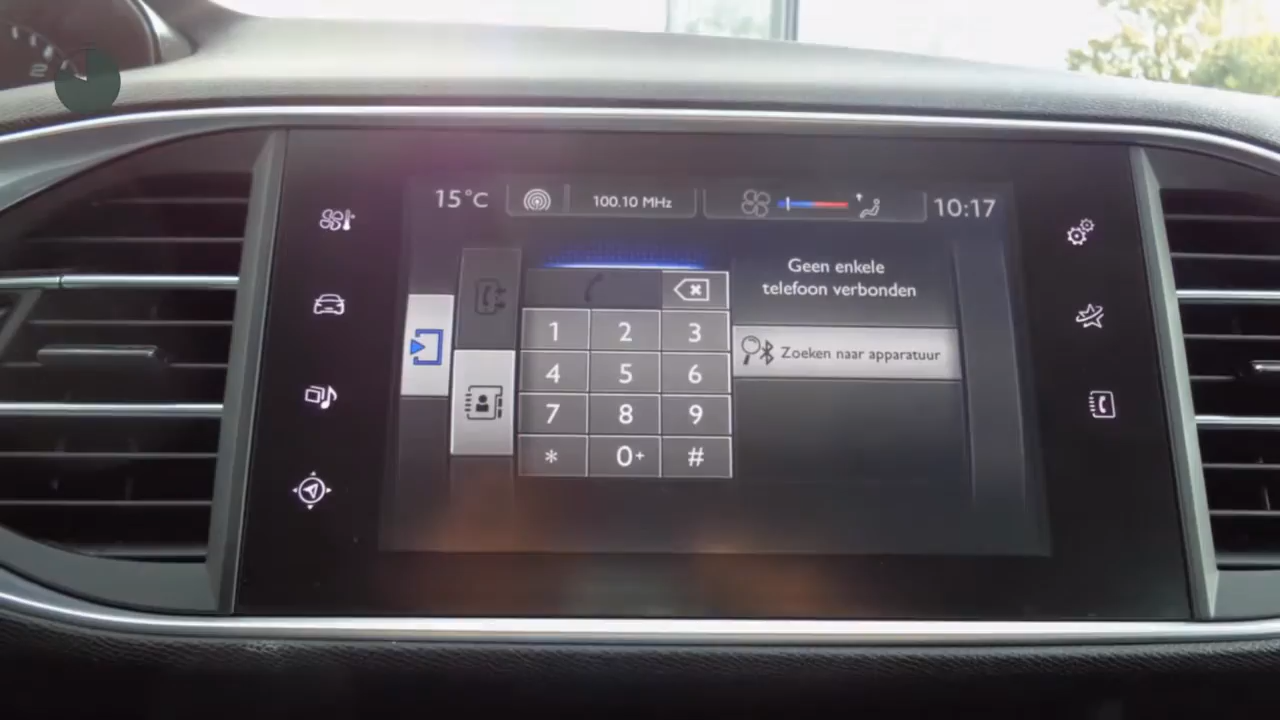 2
15°C
100.10 MHz
10:17
Geen enkele
telefoon verbonden
Zoeken naar apparatuur
1 2 3
4 5 6
7 8 9
* 0+ #